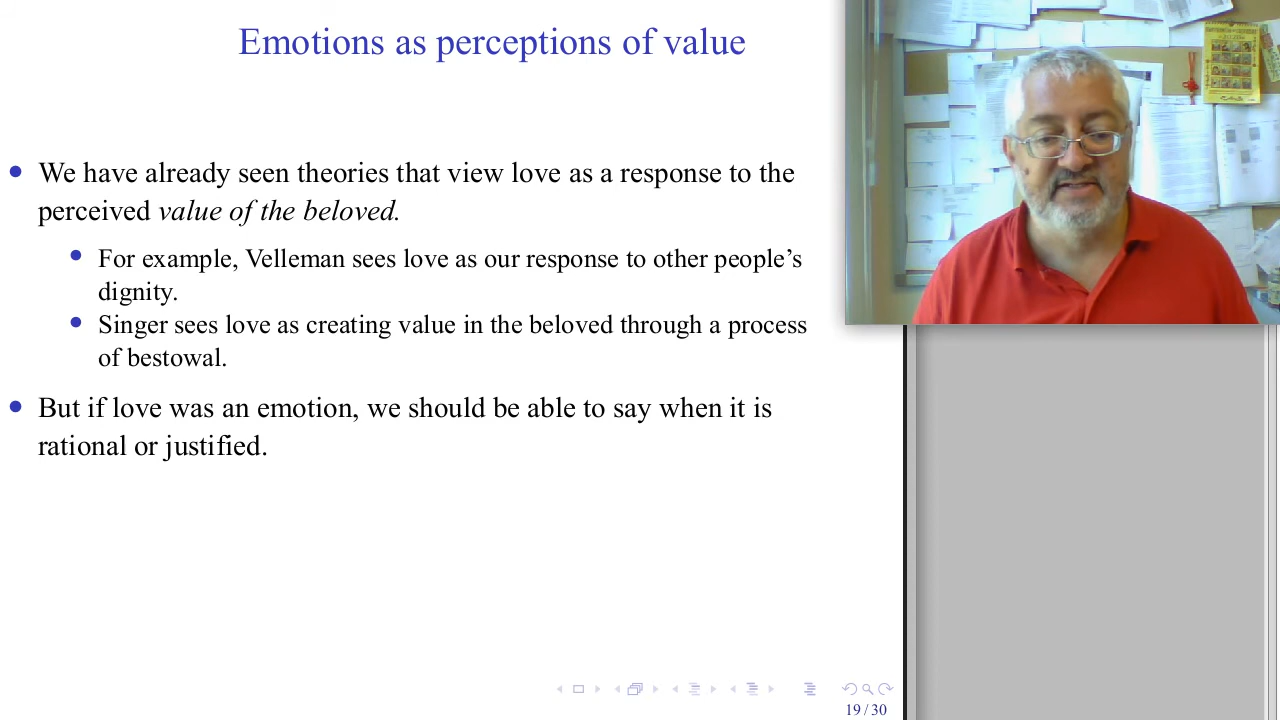 Emotions as perceptions of value
We have already seen theories that view love as a response to the
perceived value of the beloved.
For example, Velleman sees love as our response to other people’s
dignity.
Singer sees love as creating value in the beloved through a process
of bestowal.
But if love was an emotion, we should be able to say when it is
rational or justified.
19 / 30